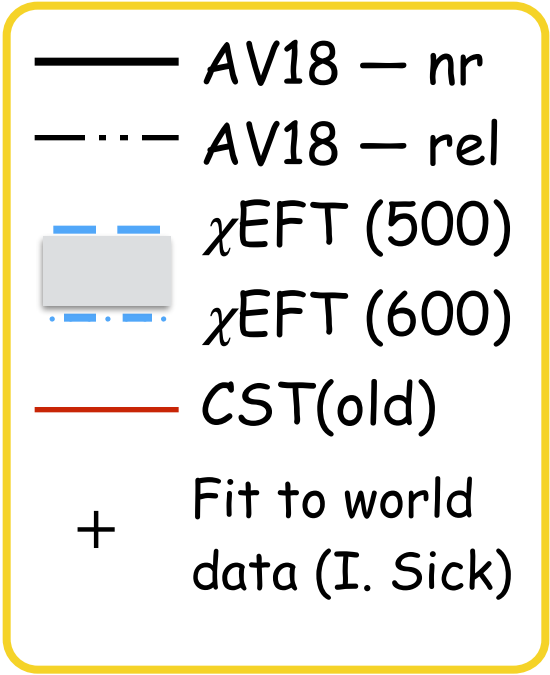 AV18 — nr
AV18 — rel
χEFT (500)
χEFT (600)
CST(old)
+ Fit to world
data (I. Sick)